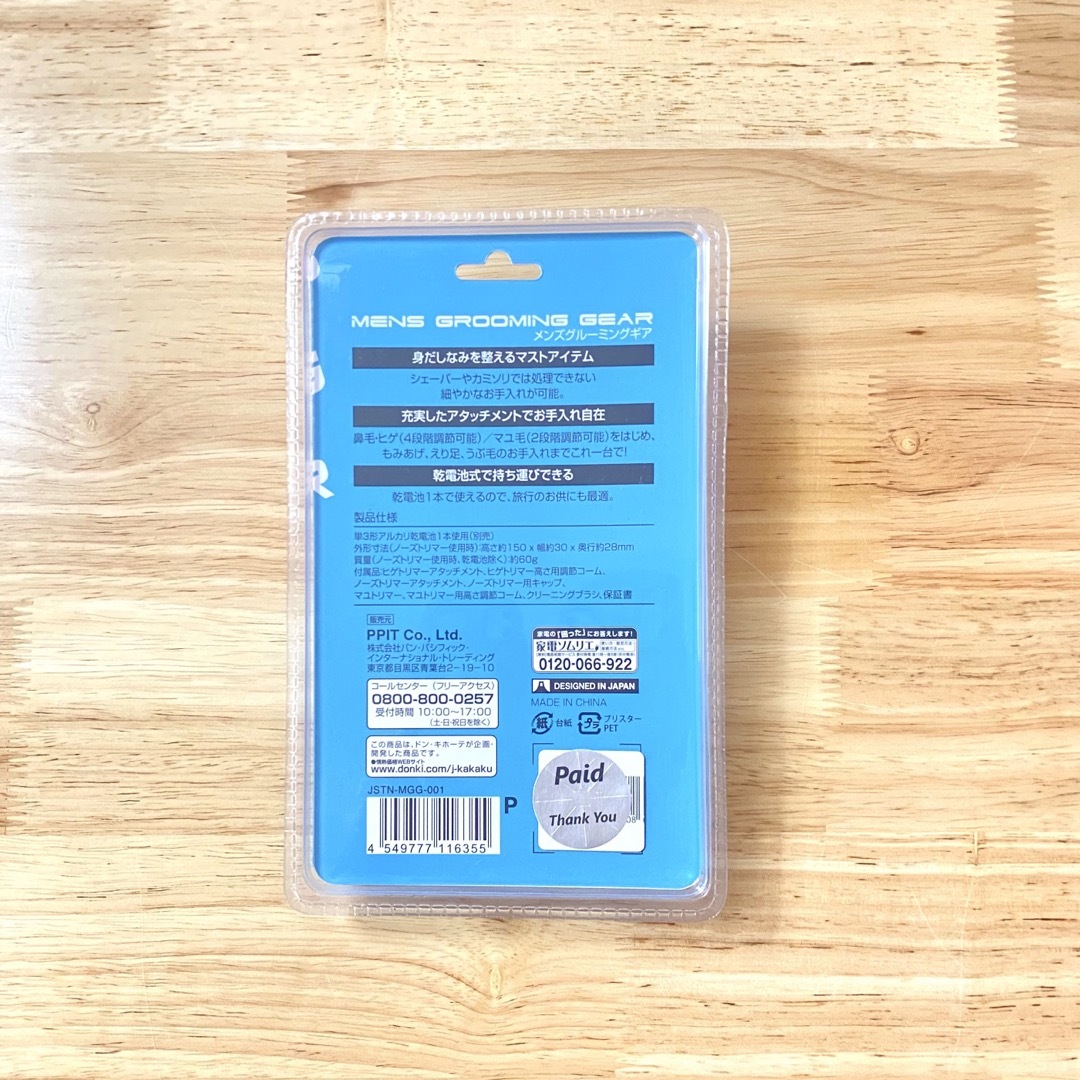 MENS GROOMING GEAR
メンズグルーミングギア
身だしなみを整えるマストアイテム
シェーバーやカミソリでは処理できない
細やかなお手入れが可能。
充実したアタッチメントでお手入れ自在
鼻毛・ヒゲ(4段階調節可能)/マユ毛(2段階調節可能)をはじめ、
もみあげ、えり足、うぶ毛のお手入れまでこれ一台で!
乾電池式で持ち運びできる
乾電池1本で使えるので、旅行のお供にも最適。
製品仕様
単3形アルカリ乾電池1本使用(別売)
外形寸法(ノーズトリマー使用時):高さ約150 x 幅約30 x 奥行約28mm
質量(ノーズトリマー使用時、乾電池除く):約60g
付属品:ヒゲトリマーアタッチメント、ヒゲトリマー高さ用調節コーム、
ノーズトリマーアタッチメント、ノーズトリマー用キャップ、
マユトリマー、マユトリマー用高さ調節コーム、クリーニングブラシ、保証書
販売元
PPIT Co., Ltd.
株式会社パン・パシフィック・
インターナショナル・トレーディング
東京都目黒区青葉台2-19-10
コールセンター(フリーアクセス)
0800-800-0257
受付時間 10:00〜17:00
(土・日・祝日を除く)
この商品は、ドン・キホーテが企画・
開発した商品です。
●情熱価格WEBサイト
www.donki.com/j-kakaku
JSTN-MGG-001
4 549777 116355
P
家電の「困った」にお答えします!
家電ソムリエ
0120-066-922
DESIGNED IN JAPAN
MADE IN CHINA
紙 台紙
プラ ブリスター
PET
Paid
Thank You